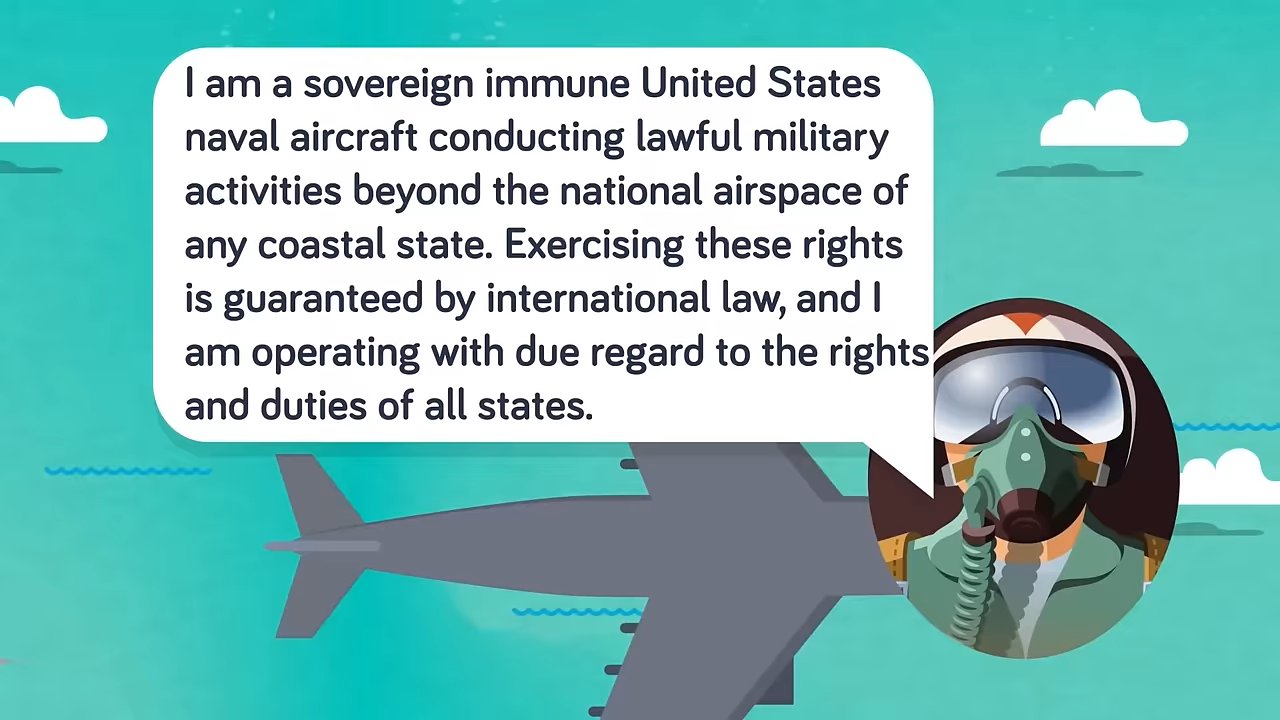 I am a sovereign immune United States
naval aircraft conducting lawful military
activities beyond the national airspace of
any coastal state. Exercising these rights
is guaranteed by international law, and I
am operating with due regard to the rights
and duties of all states.